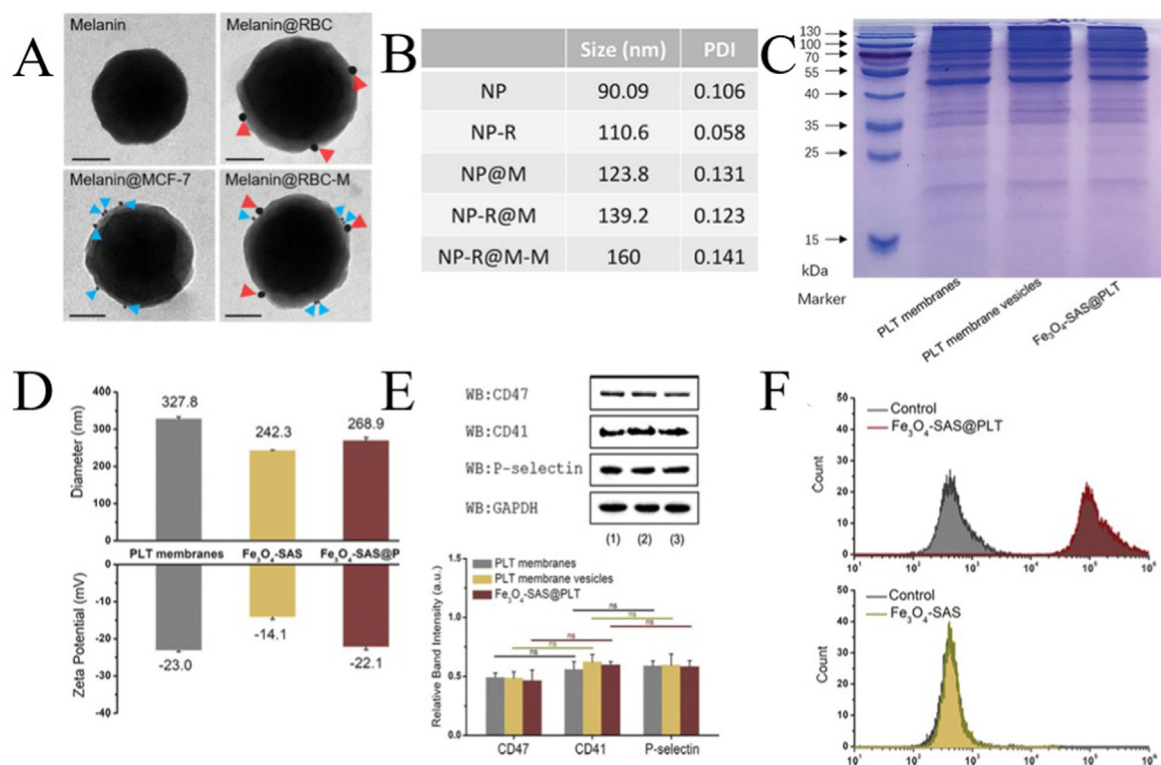 A
Melanin
Melanin@RBC
Melanin@MCF-7
Melanin@RBC-M
B
Size (nm) PDI
NP 90.09 0.106
NP-R 110.6 0.058
NP@M 123.8 0.131
NP-R@M 139.2 0.123
NP-R@M-M 160 0.141
C
130
100
70
55
40
35
25
15
kDa
Marker
PLT membranes
PLT membrane vesicles
Fe₃O₄-SAS@PLT
D
Diameter (nm)
400
300
200
100
0
327.8
242.3
268.9
PLT membranes Fe₃O₄-SAS Fe₃O₄-SAS@P
Zeta Potential (mV)
0
-10
-20
-30
-40
-23.0
-14.1
-22.1
E
WB:CD47
WB:CD41
WB:P-selectin
WB:GAPDH
(1) (2) (3)
Relative Band Intensity (a.u.)
1.5
1.0
0.5
0.0
PLT membranes
PLT membrane vesicles
Fe₃O₄-SAS@PLT
ns
ns
ns
ns
ns
ns
CD47 CD41 P-selectin
F
Count
50
40
30
20
10
0
Control
Fe₃O₄-SAS@PLT
10¹ 10² 10³ 10⁴ 10⁵ 10⁶
Count
50
40
30
20
10
0
Control
Fe₃O₄-SAS
10¹ 10² 10³ 10⁴ 10⁵ 10⁶